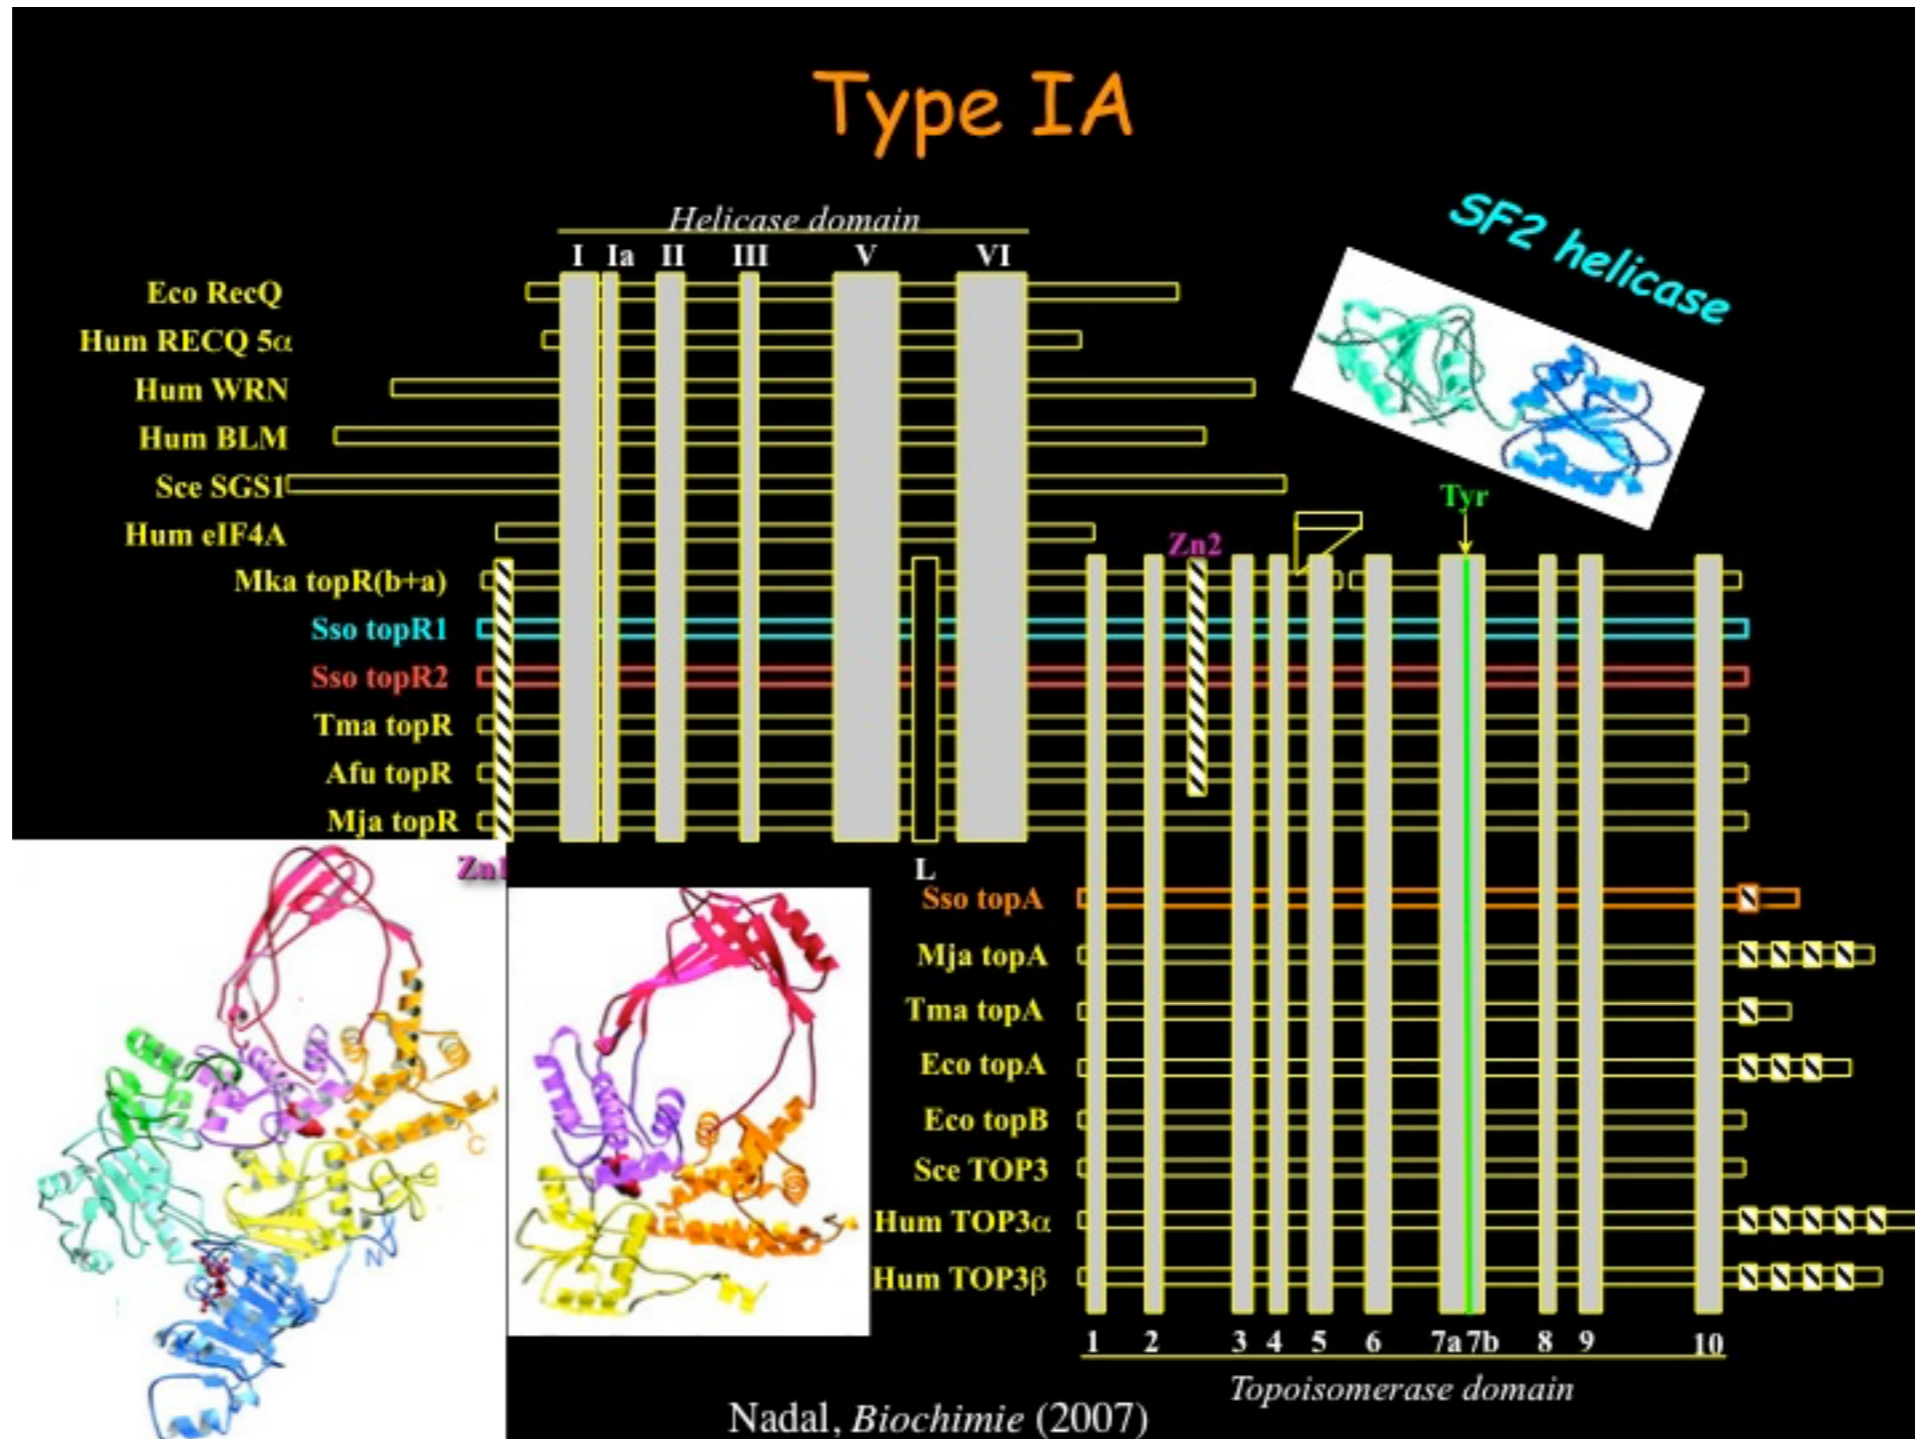 Type IA
Helicase domain
SF2 helicase
I Ia II III V VI
Eco RecQ
Hum RECQ 5α
Hum WRN
Hum BLM
Sce SGS1
Tyr
Hum eIF4A
Zn2
Mka topR(b+a)
Sso topR1
Sso topR2
Tma topR
Afu topR
Mja topR
Zn1
L
Sso topA
Mja topA
Tma topA
Eco topA
Eco topB
Sce TOP3
Hum TOP3α
Hum TOP3β
C
N
1 2 3 4 5 6 7a 7b 8 9 10
Topoisomerase domain
Nadal, Biochimie (2007)